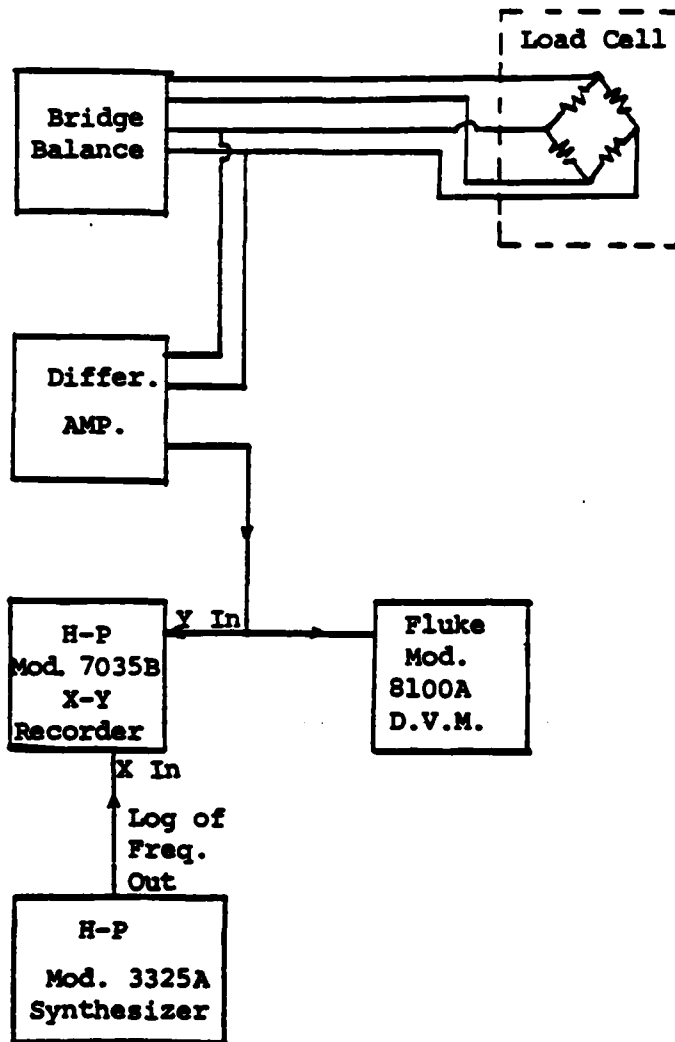 Load Cell
Bridge
Balance
Differ.
AMP.
Y In
H-P
Mod. 7035B
X-Y
Recorder
Fluke
Mod.
8100A
D.V.M.
X In
Log of
Freq.
Out
H-P
Mod. 3325A
Synthesizer